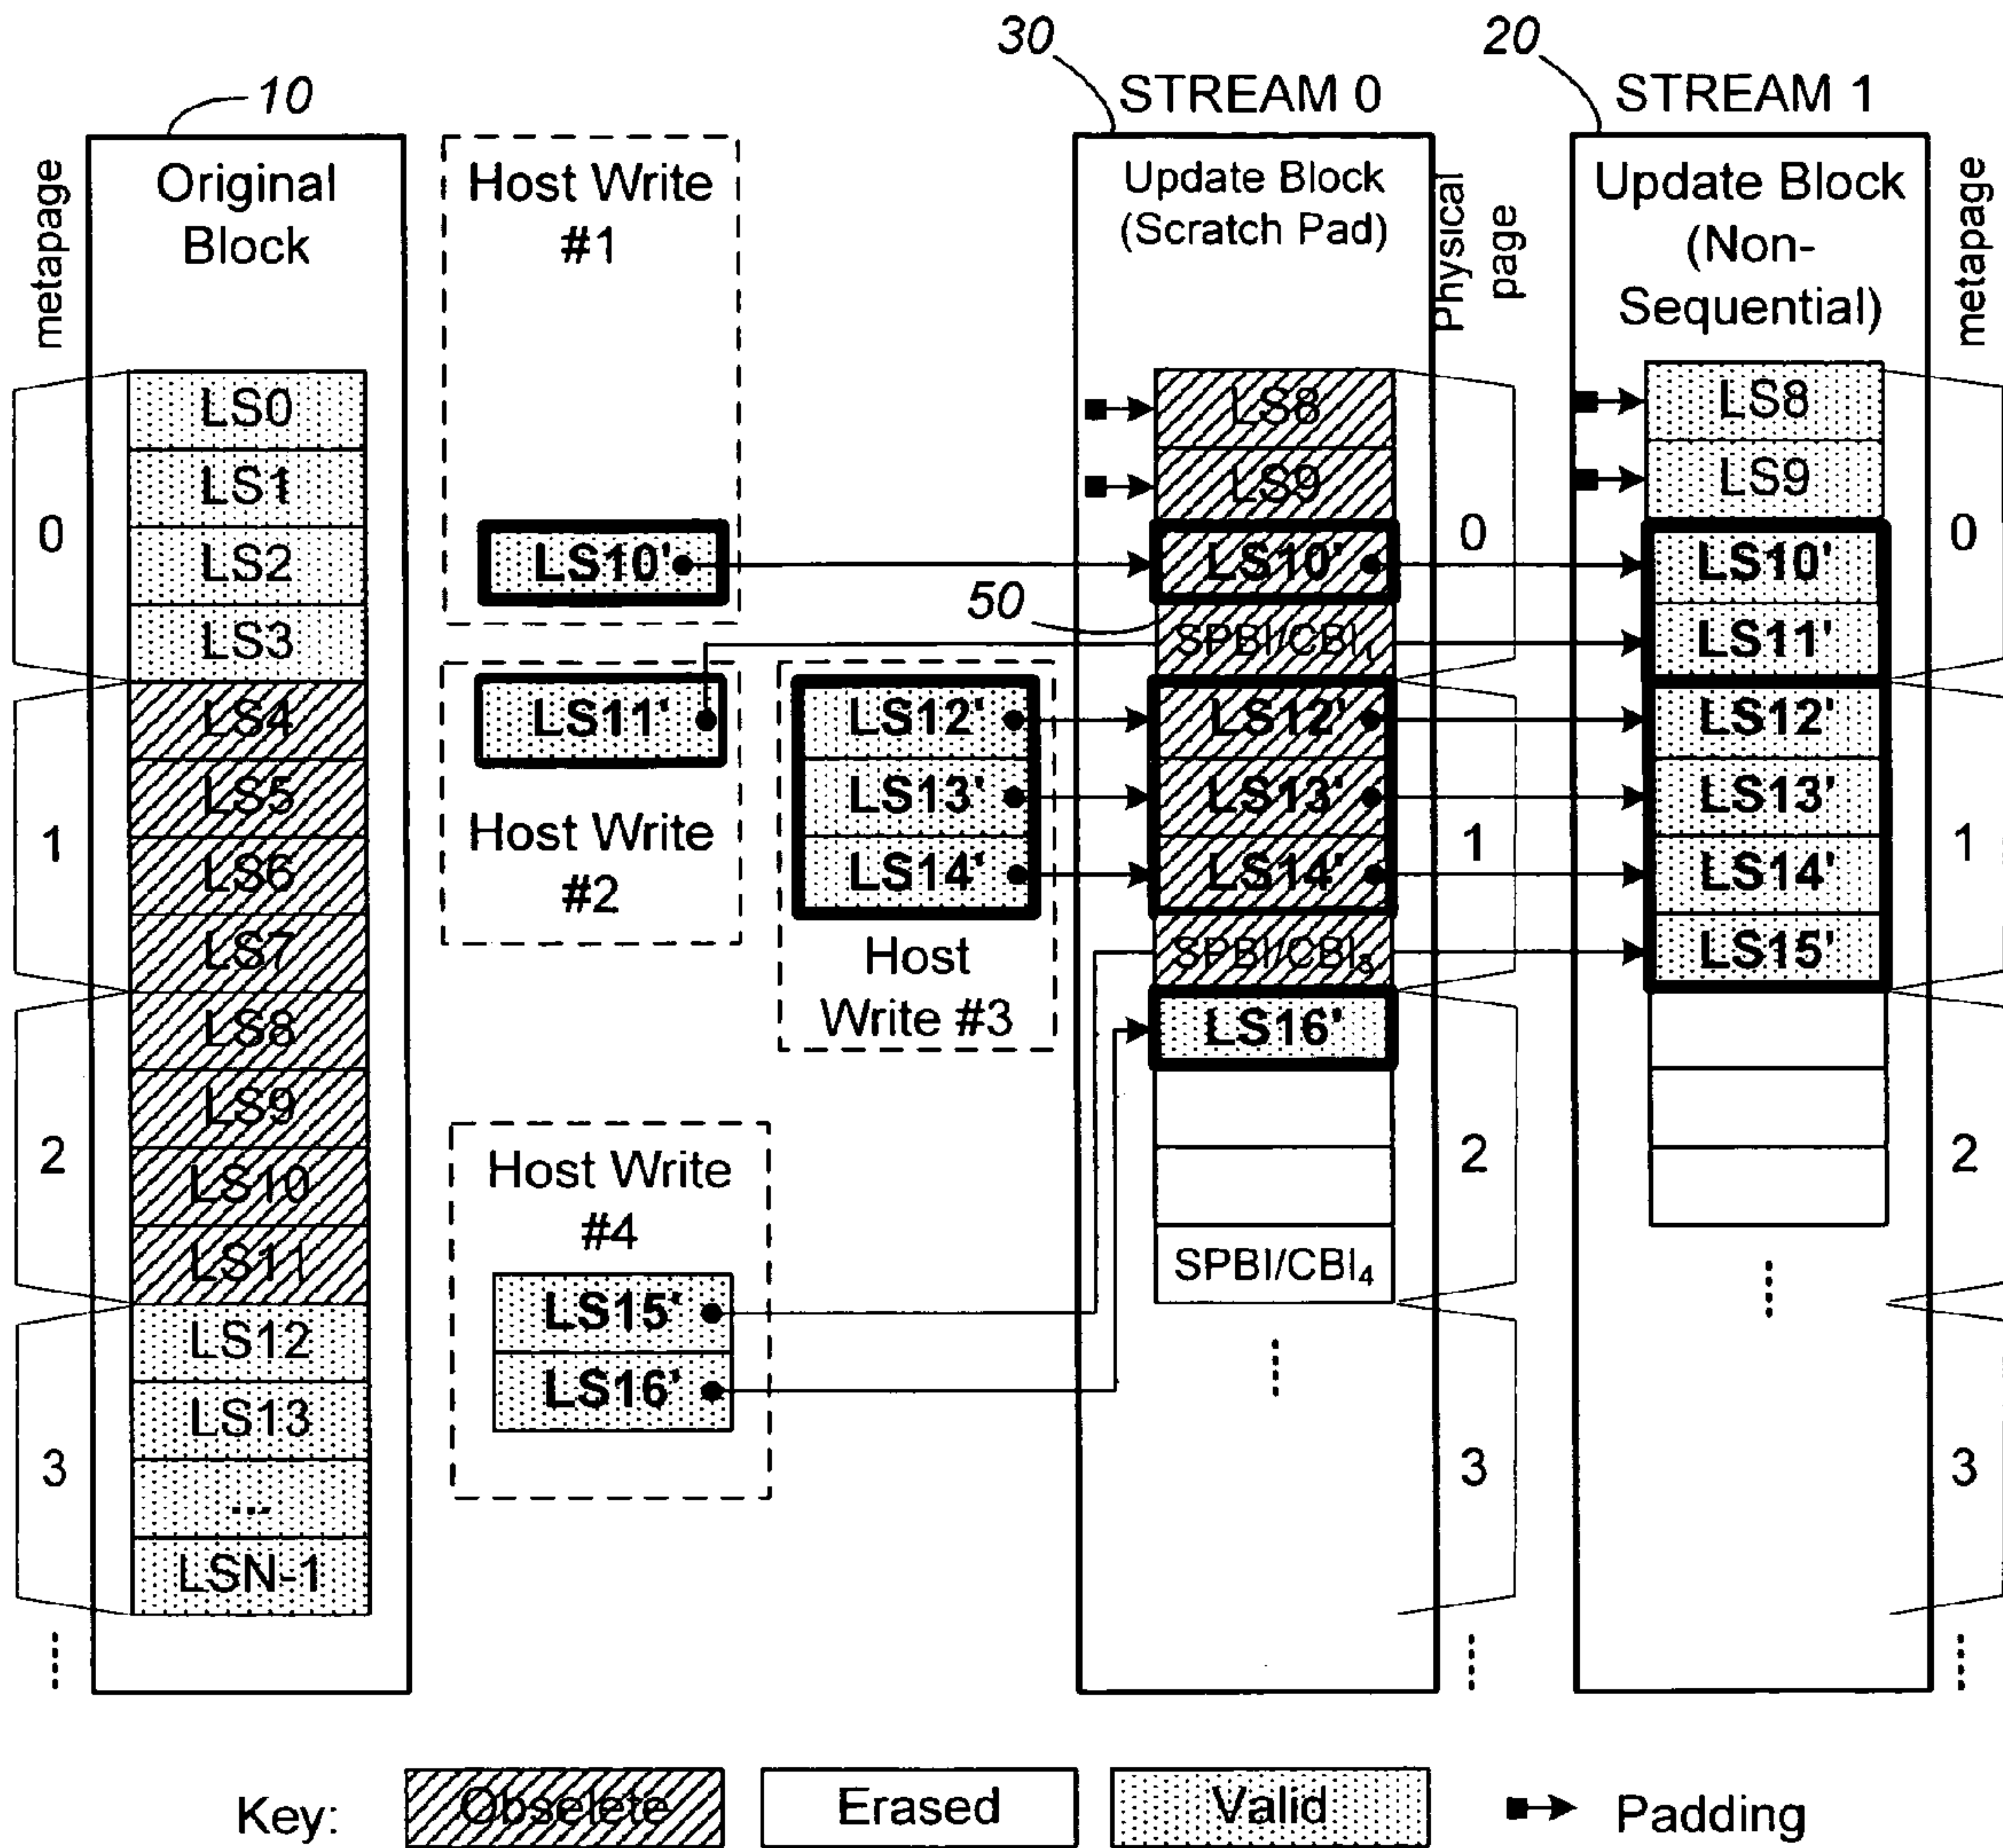 30
20
10
STREAM 0
STREAM 1
metapage
Original
Block
Host Write
#1
Update Block
(Scratch Pad)
Physical
page
Update Block
(Non-
Sequential)
metapage
LS0
LS1
LS2
LS3
0
LS4
LS5
LS6
LS7
1
LS8
LS9
LS10
LS11
2
LS12
LS13
...
LSN-1
3
....
LS10'
LS11'
Host Write
#2
LS12'
LS13'
LS14'
Host
Write #3
Host Write
#4
LS15'
LS16'
50
LS8
LS9
LS10'
SPBI/CBI₁
0
LS12'
LS13'
LS14'
SPBI/CBI₃
1
LS16'
SPBI/CBI₄
2
....
3
....
LS8
LS9
LS10'
LS11'
0
LS12'
LS13'
LS14'
LS15'
1
2
....
3
....
Key:
Obselete
Erased
Valid
Padding